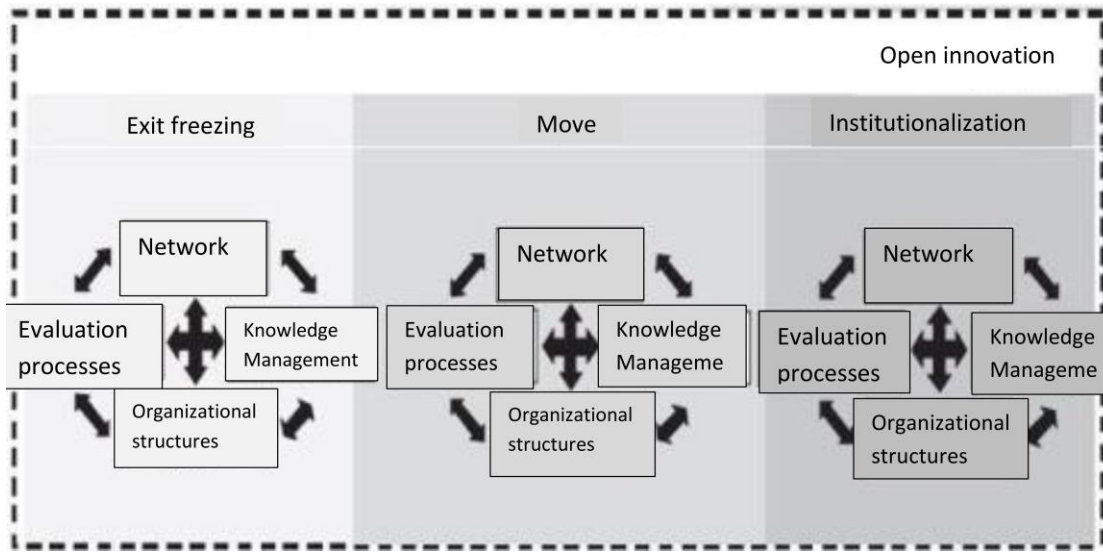 Open innovation
Exit freezing
Move
Institutionalization
Network
Evaluation
processes
Knowledge
Management
Organizational
structures
Network
Evaluation
processes
Knowledge
Manageme
Organizational
structures
Network
Evaluation
processes
Knowledge
Manageme
Organizational
structures